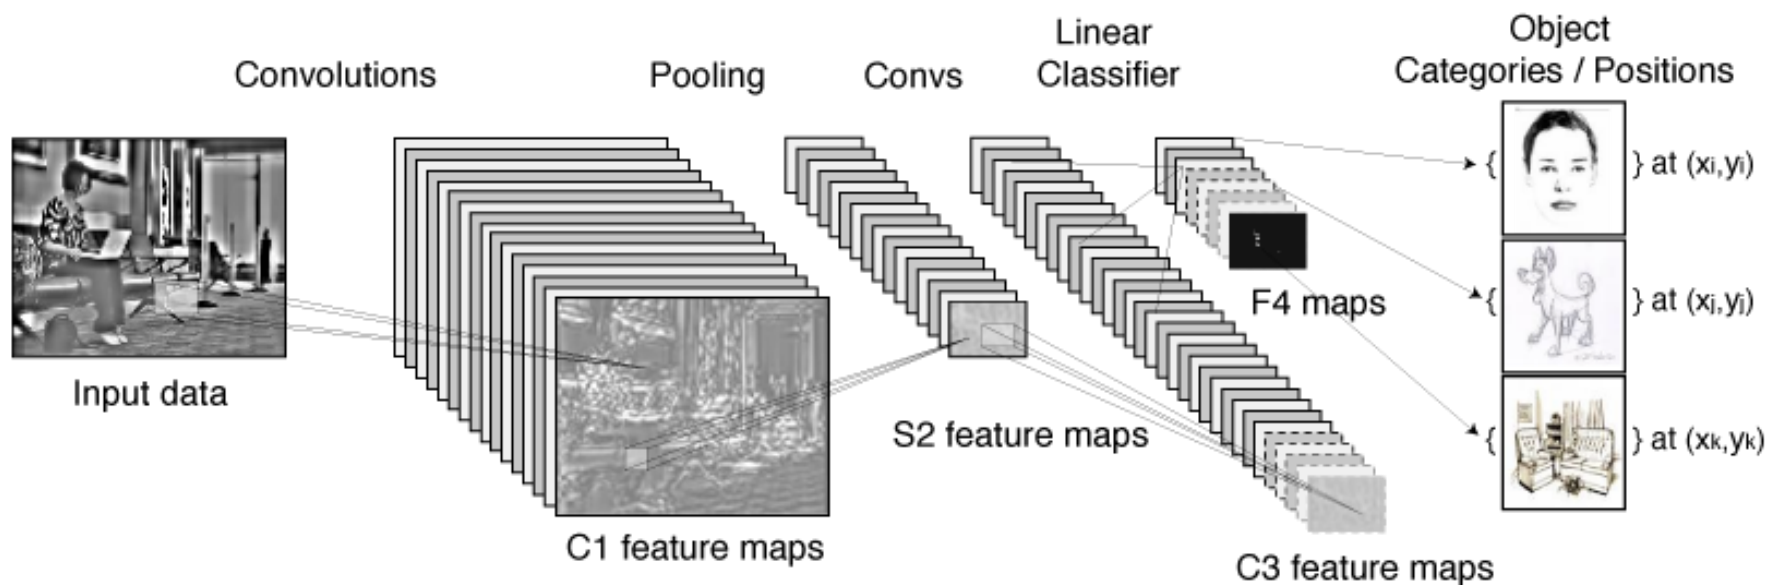 Convolutions
Pooling
Convs
Linear
Classifier
Object
Categories / Positions
{ } at (xi,yi)
{ } at (xj,yj)
{ } at (xk,yk)
Input data
C1 feature maps
S2 feature maps
C3 feature maps
F4 maps